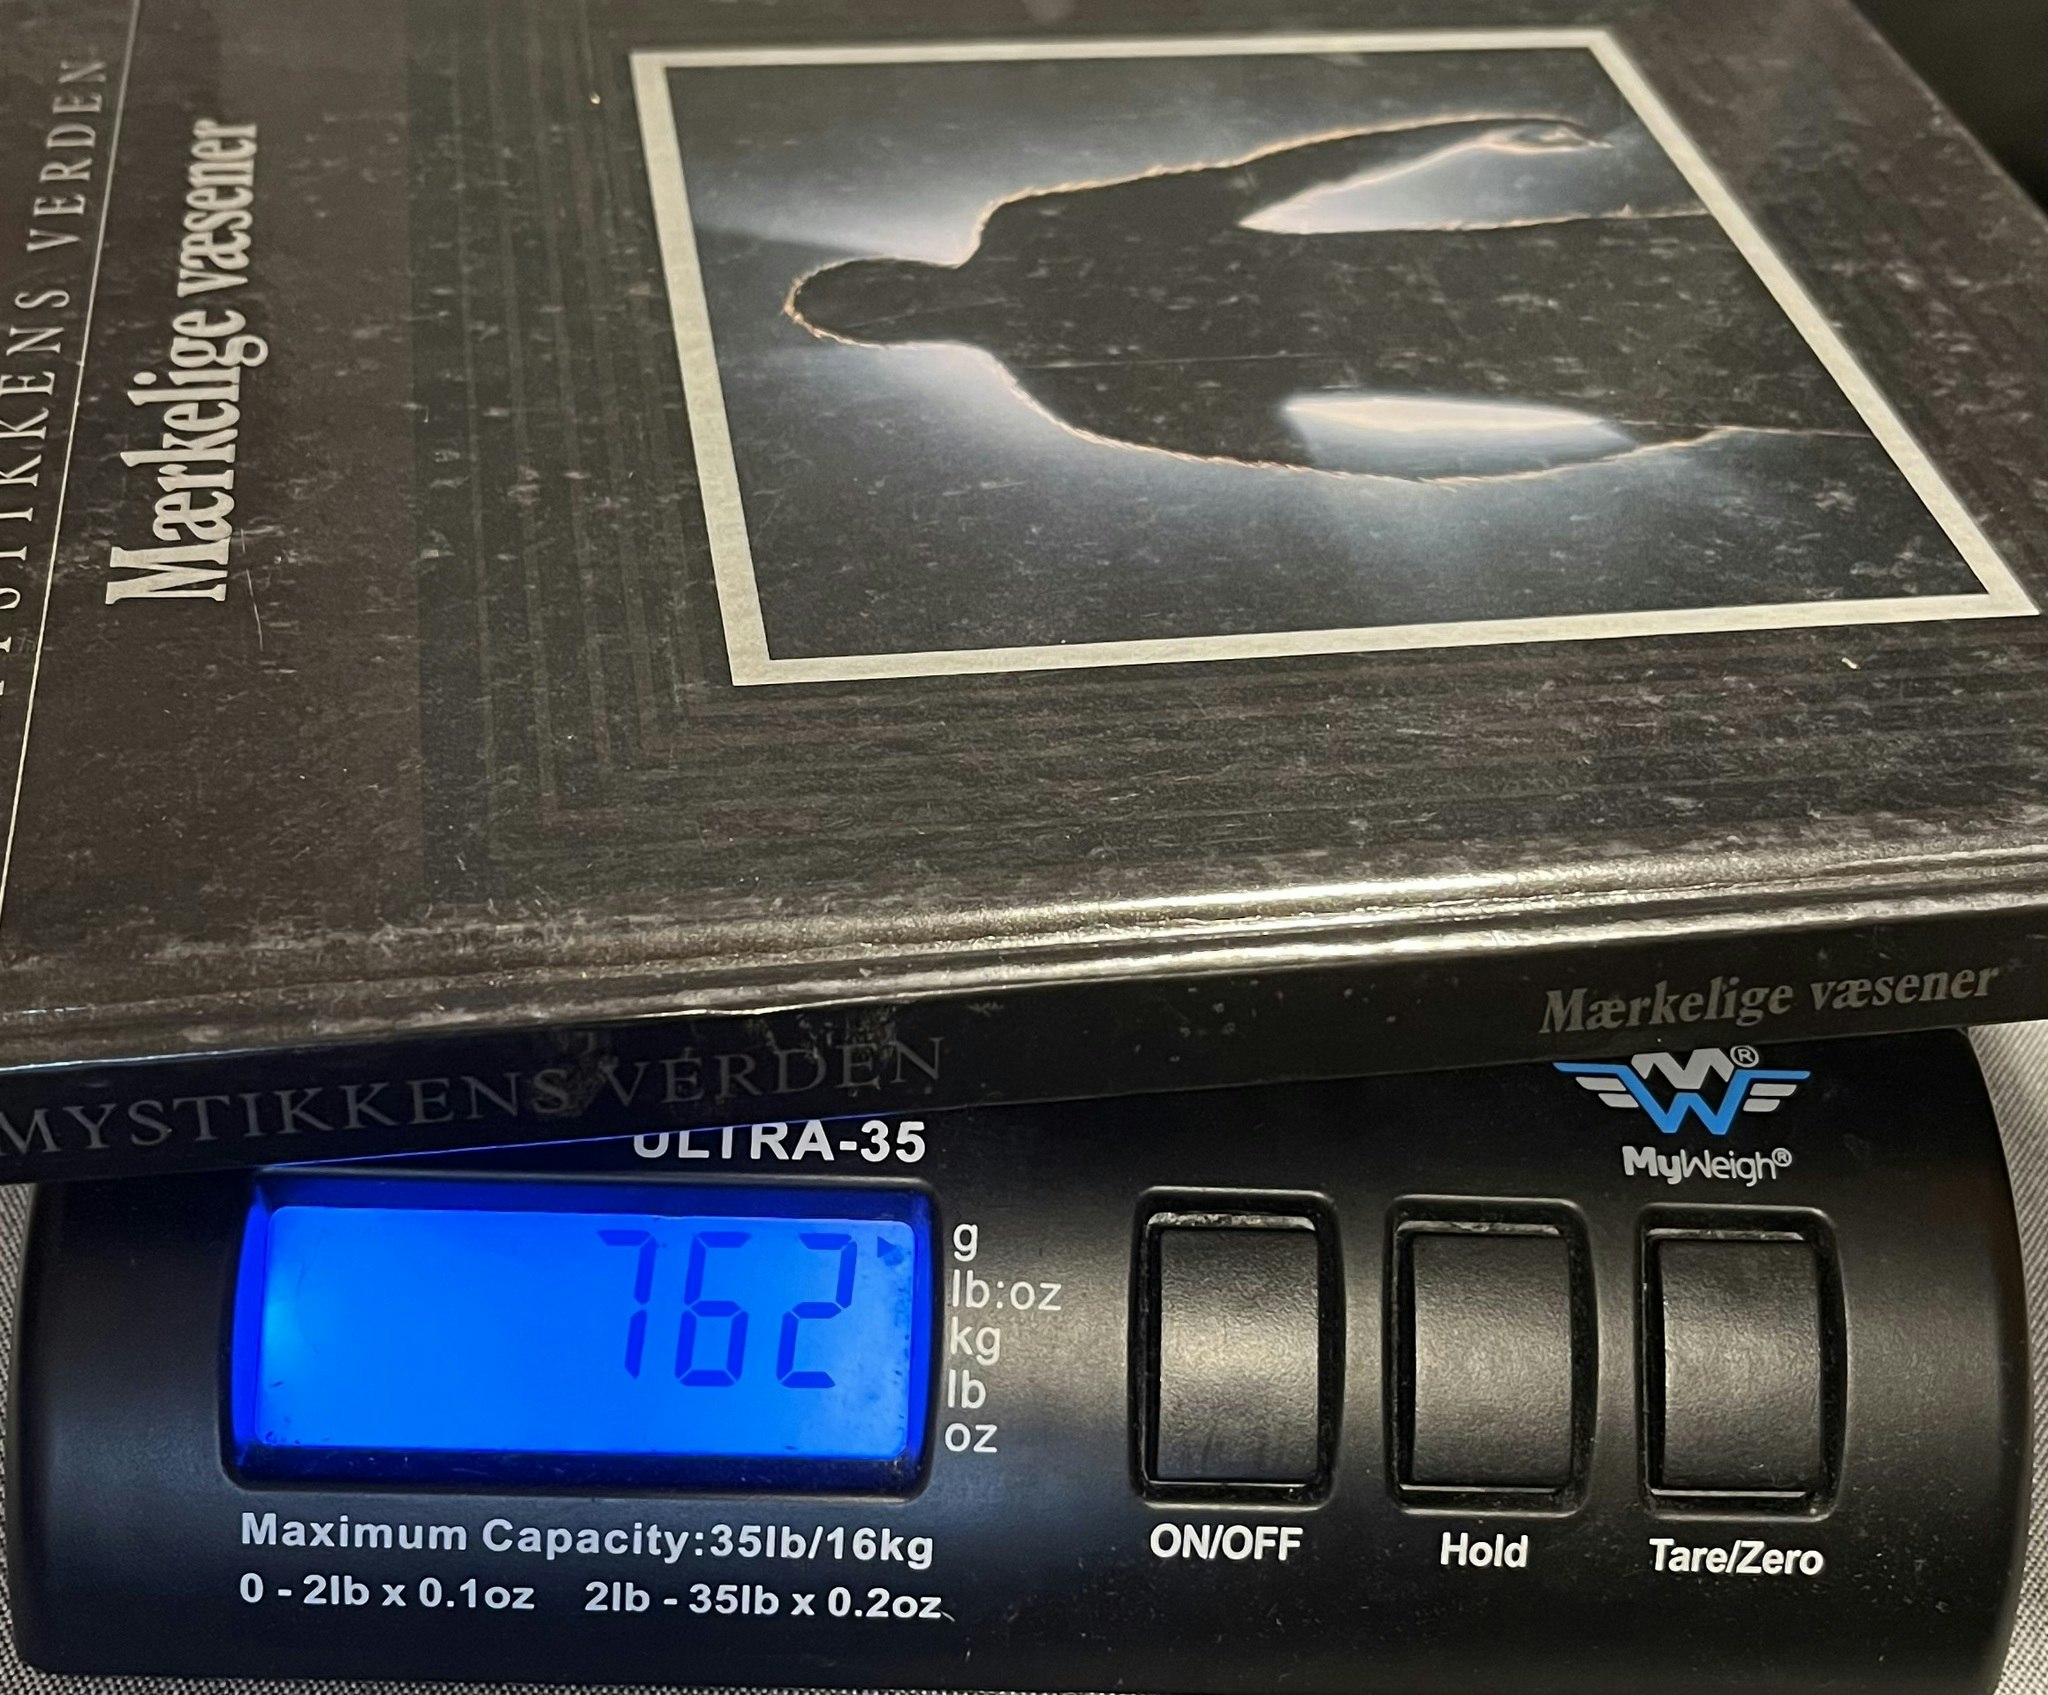 MYSTIKKENS VERDEN
Mærkelige væsener
MYSTIKKENS VERDEN
Mærkelige væsener
ULTRA-35
MyWeigh®
762
g
lb:oz
kg
lb
oz
Maximum Capacity:35lb/16kg
0 - 2lb x 0.1oz 2lb - 35lb x 0.2oz
ON/OFF
Hold
Tare/Zero